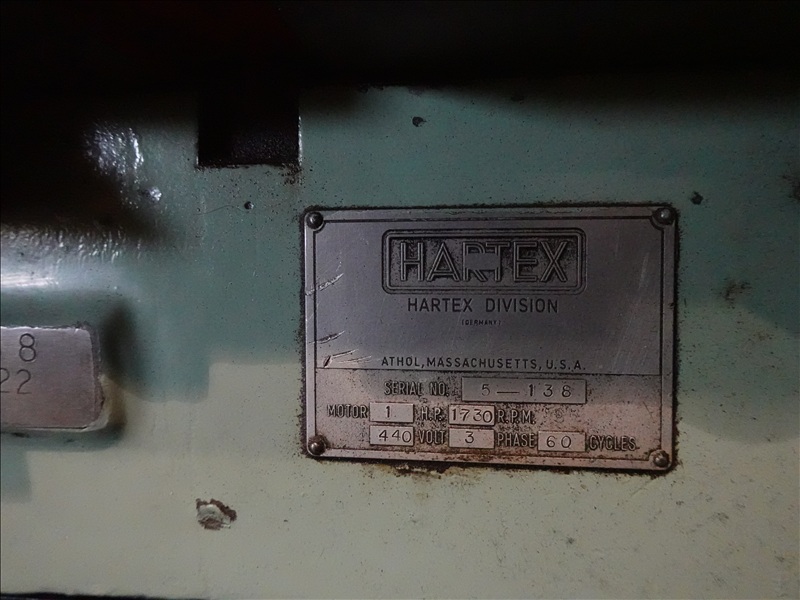 HARTEX
HARTEX DIVISION
(GERMANY)
ATHOL, MASSACHUSETTS, U.S.A.
SERIAL NO. 5-138
MOTOR 1 H.P. 1730 R.P.M.
440 VOLT 3 PHASE 60 CYCLES
8
22